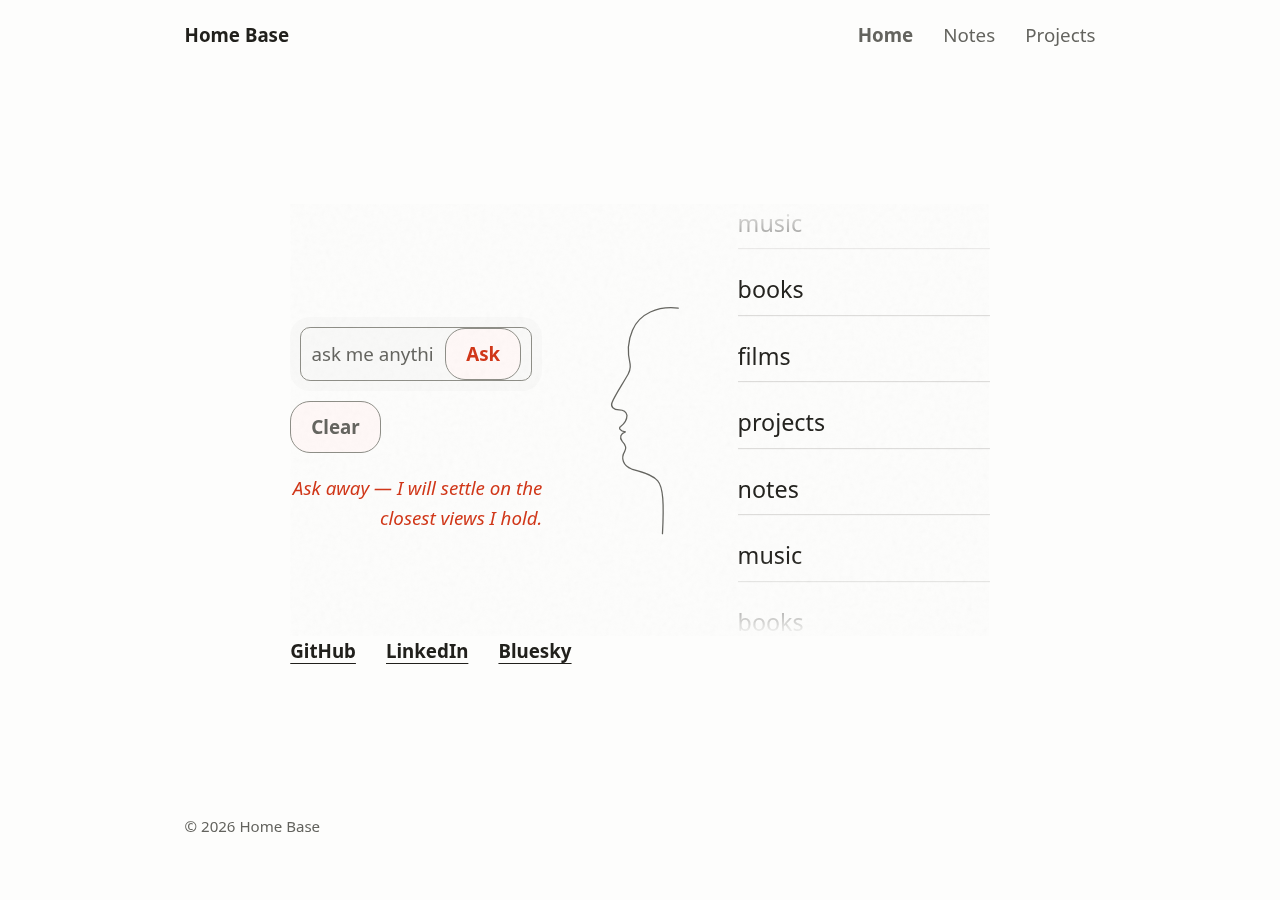 Home Base
Home
Notes
Projects
ask me anythi
Ask
Clear
Ask away — I will settle on the
closest views I hold.
music
books
films
projects
notes
music
books
GitHub
LinkedIn
Bluesky
© 2026 Home Base